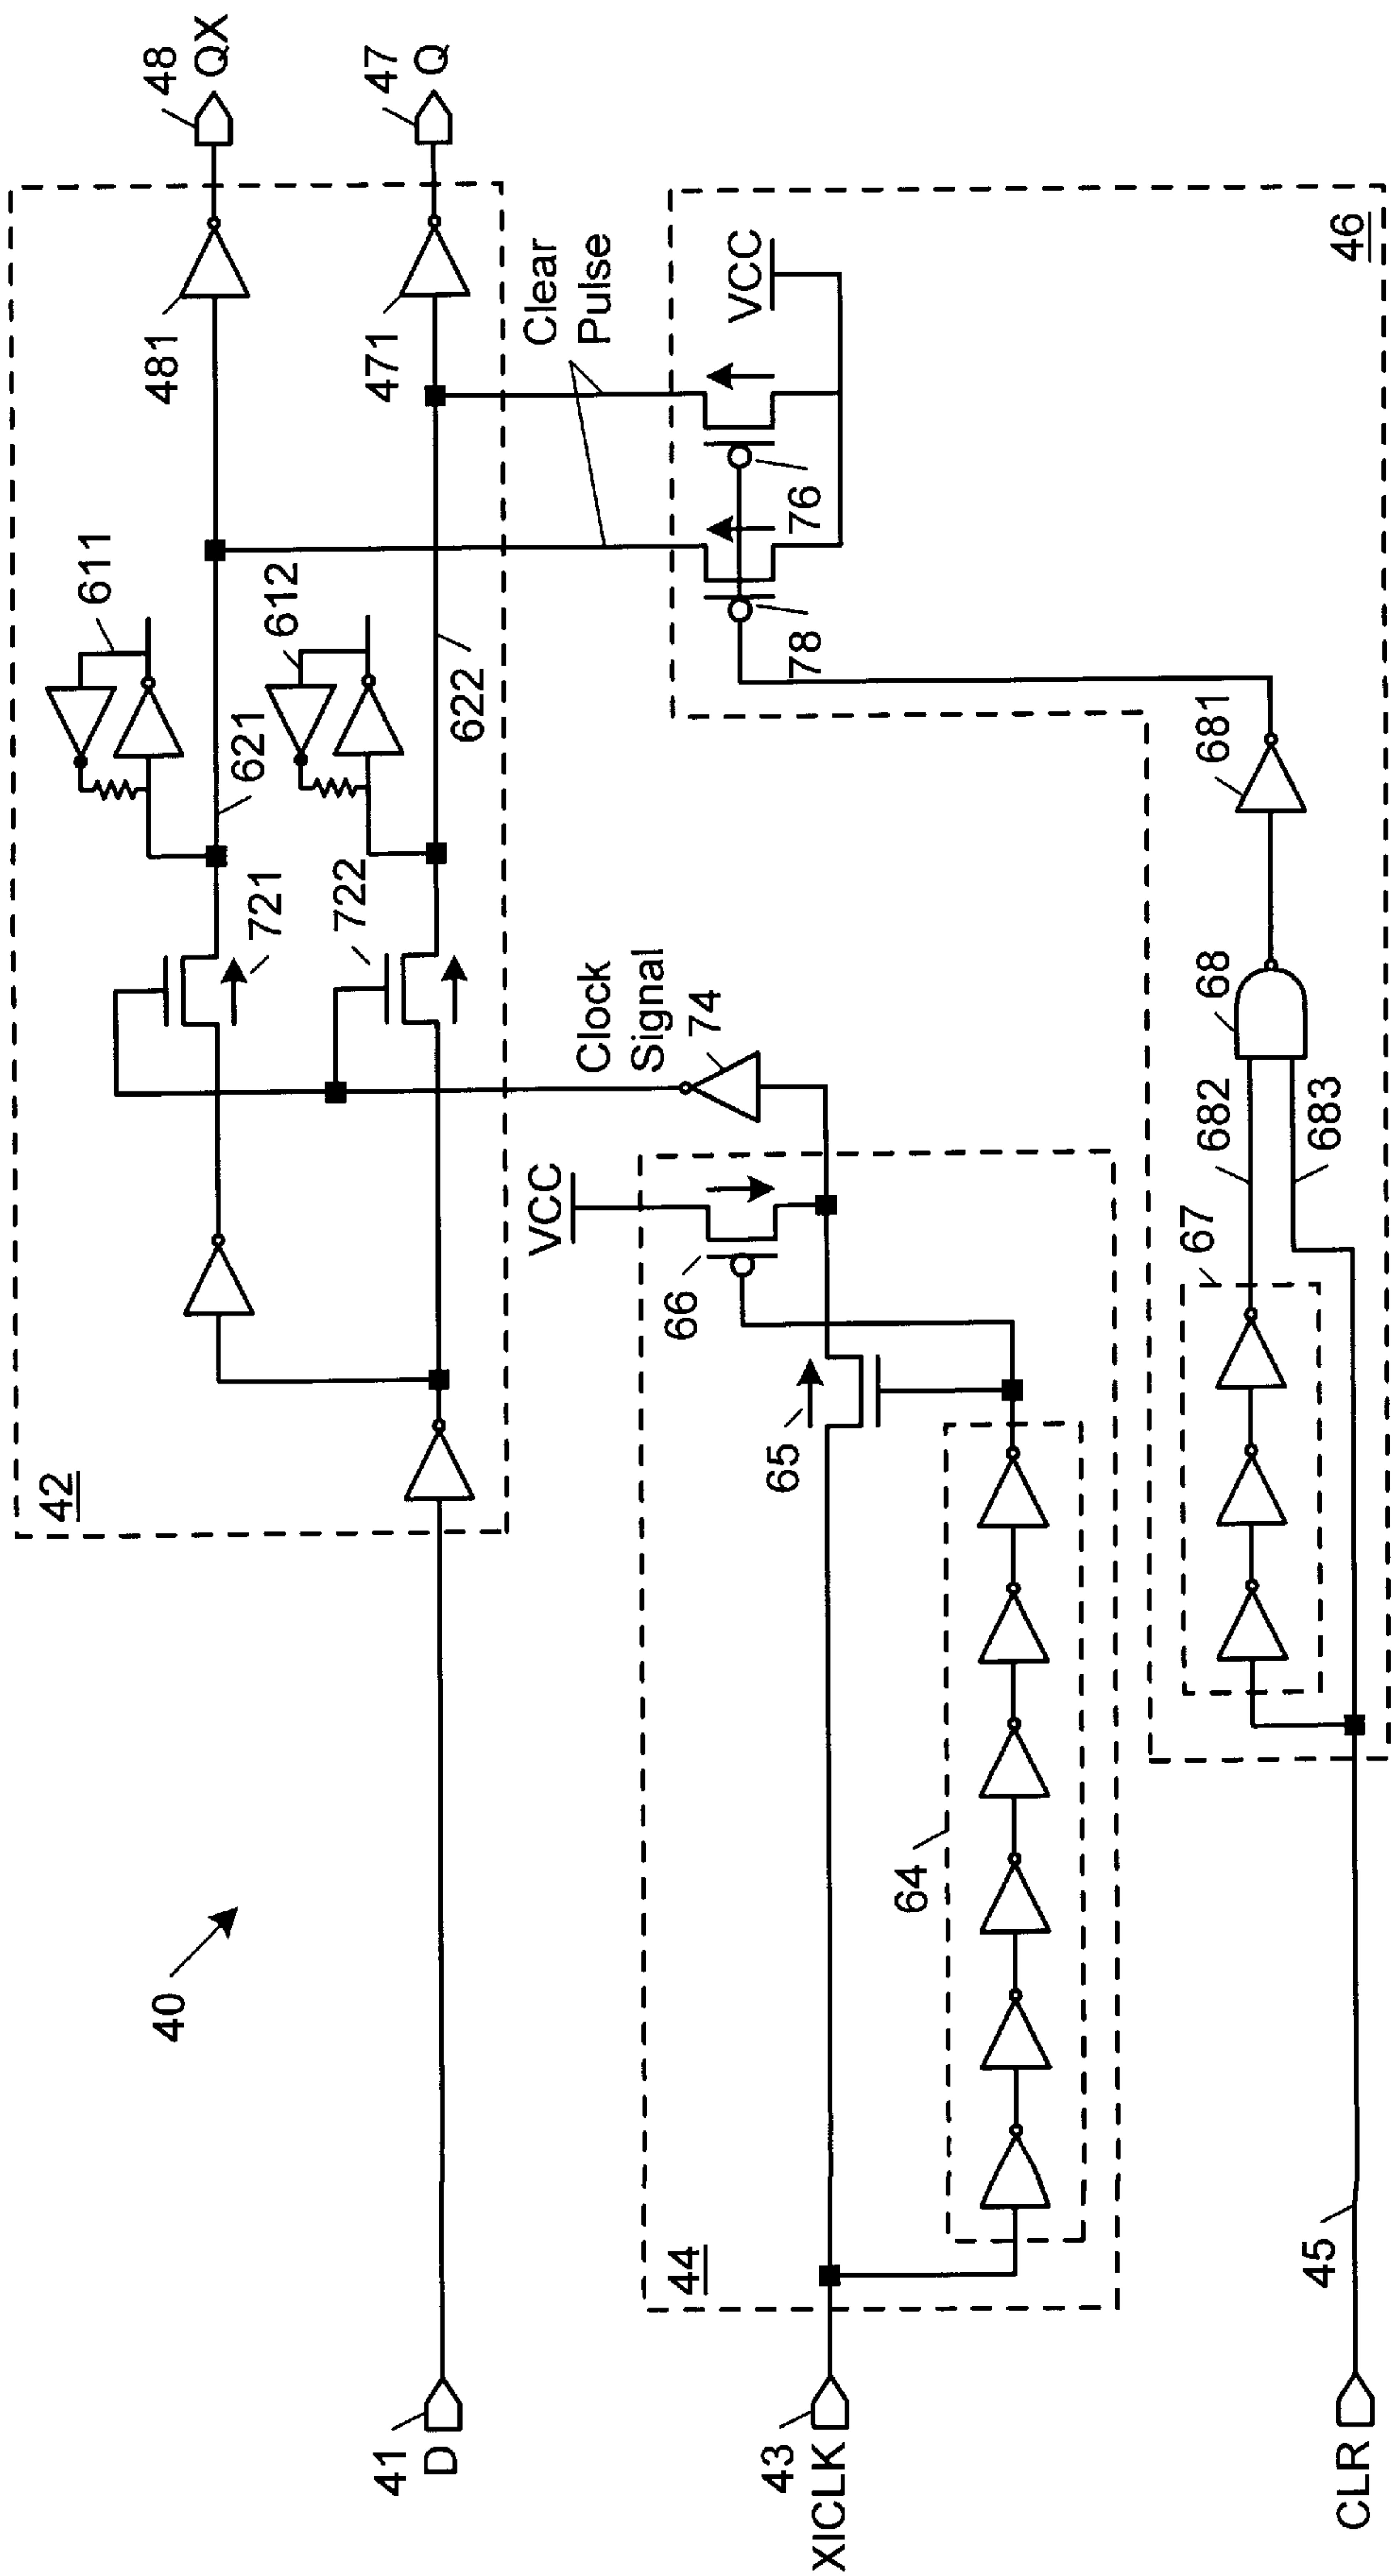 40
41
D
42
48
QX
47
Q
481
471
611
612
621
622
721
722
Clear
Pulse
Clock
Signal
74
VCC
VCC
66
65
64
44
43
XICLK
76
78
46
681
68
682
683
67
45
CLR